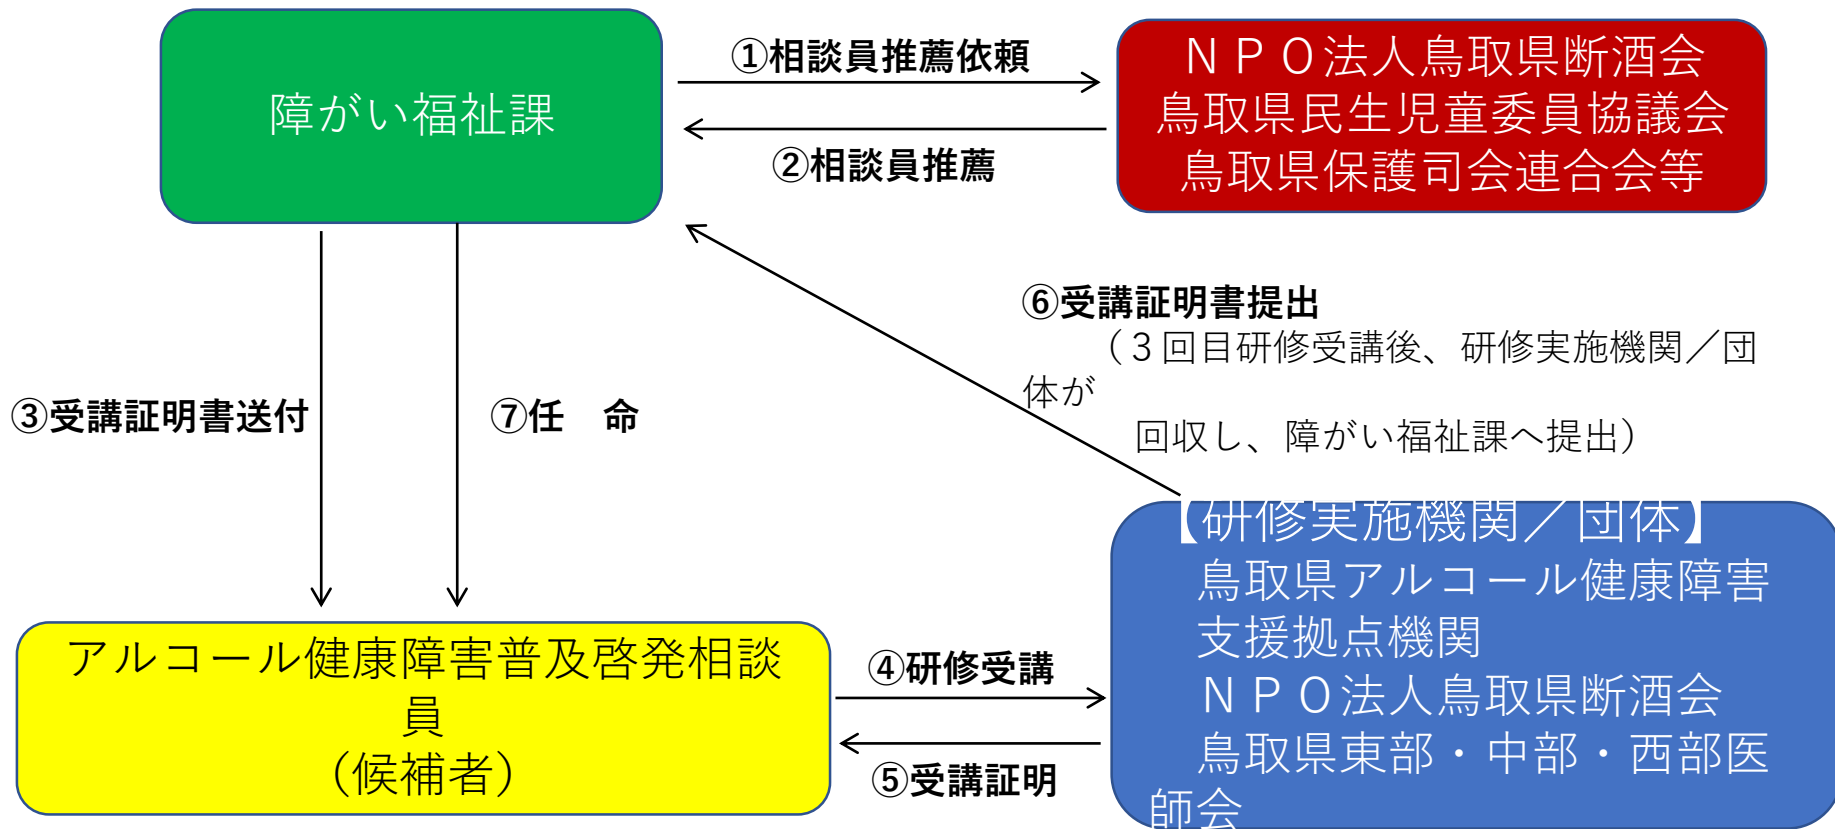 障がい福祉課
①相談員推薦依頼
②相談員推薦
ＮＰＯ法人鳥取県断酒会
鳥取県民生児童委員協議会
鳥取県保護司会連合会等
⑥受講証明書提出
（３回目研修受講後、研修実施機関／団
体が
回収し、障がい福祉課へ提出）
③受講証明書送付
⑦任　命
アルコール健康障害普及啓発相談
員
（候補者）
④研修受講
⑤受講証明
【研修実施機関／団体】
鳥取県アルコール健康障害
支援拠点機関
ＮＰＯ法人鳥取県断酒会
鳥取県東部・中部・西部医
師会